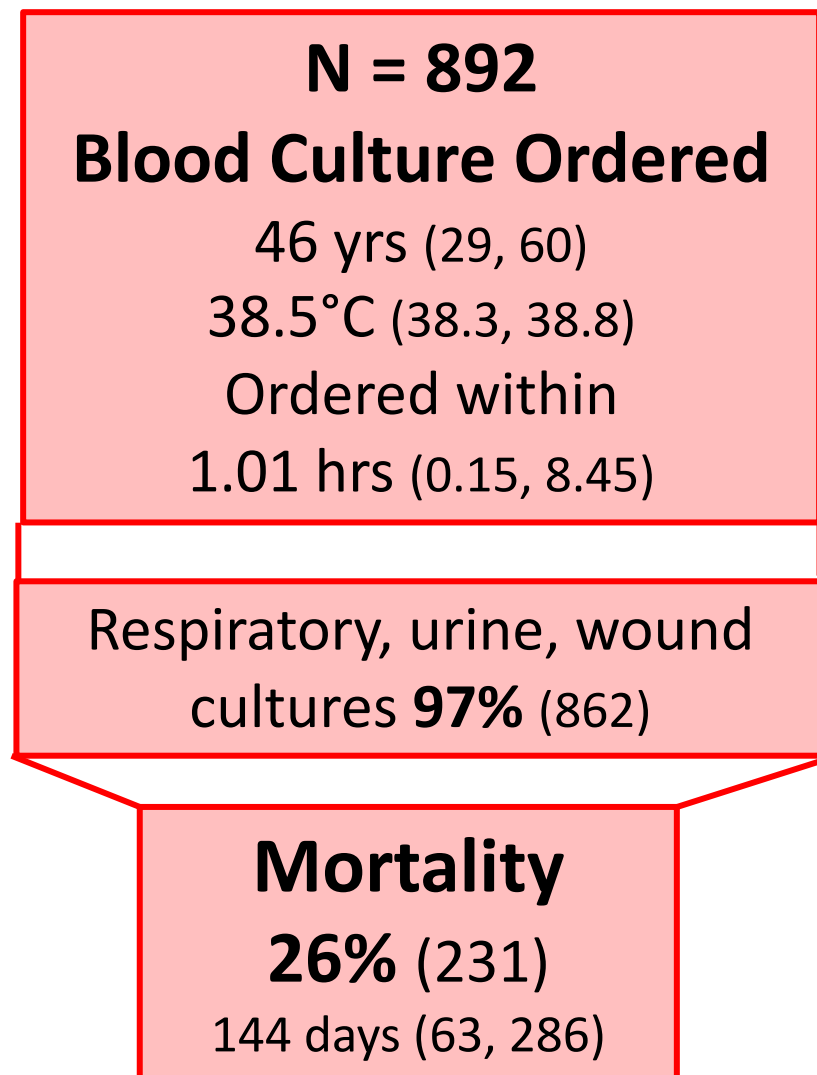 N = 892
Blood Culture Ordered
46 yrs (29, 60)
38.5°C (38.3, 38.8)
Ordered within
1.01 hrs (0.15, 8.45)
Respiratory, urine, wound
cultures 97% (862)
Mortality
26% (231)
144 days (63, 286)